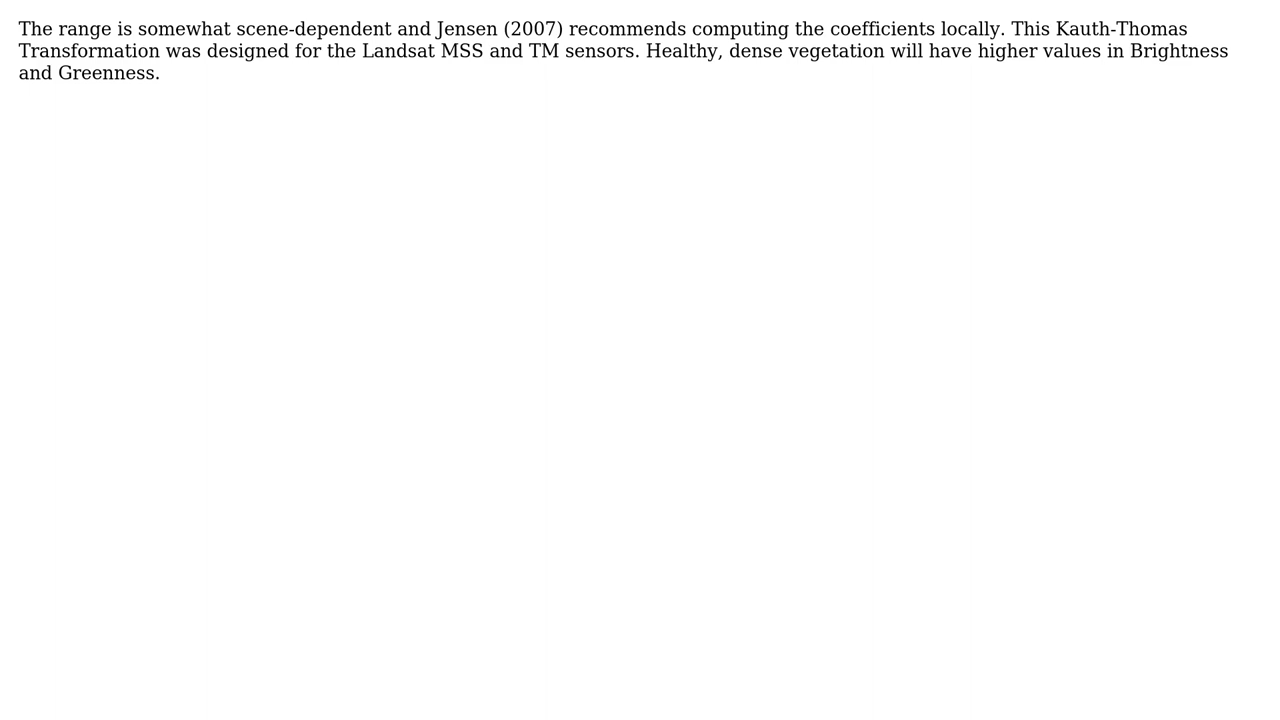 The range is somewhat scene-dependent and Jensen (2007) recommends computing the coefficients locally. This Kauth-Thomas
Transformation was designed for the Landsat MSS and TM sensors. Healthy, dense vegetation will have higher values in Brightness
and Greenness.